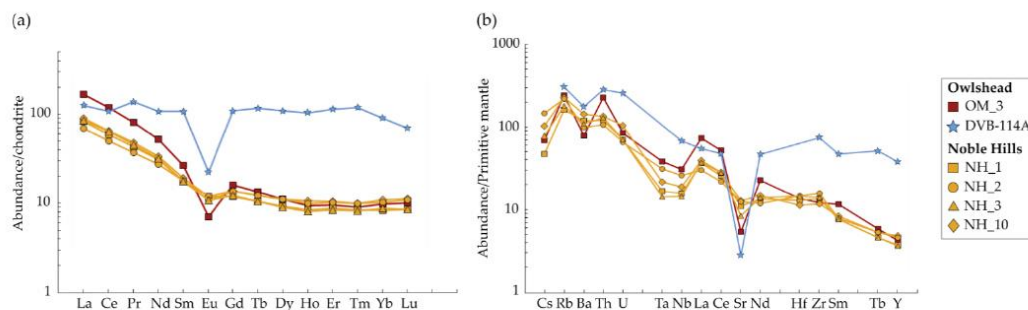 (a)
Abundance/chondrite
100
10
1
La Ce Pr Nd Sm Eu Gd Tb Dy Ho Er Tm Yb Lu
(b)
Abundance/Primitive mantle
1000
100
10
1
Cs Rb Ba Th U Ta Nb La Ce Sr Nd Hf Zr Sm Tb Y
Owlshead
OM_3
DVB-114A
Noble Hills
NH_1
NH_2
NH_3
NH_10